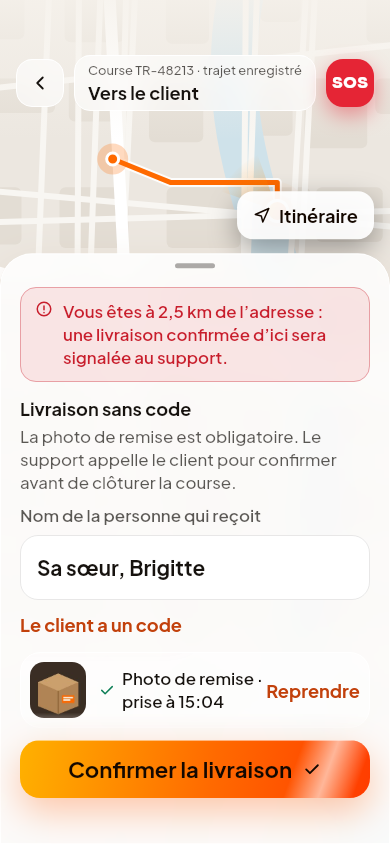 Course TR-48213 · trajet enregistré
Vers le client
SOS
Itinéraire
Vous êtes à 2,5 km de l’adresse :
une livraison confirmée d’ici sera
signalée au support.
Livraison sans code
La photo de remise est obligatoire. Le
support appelle le client pour confirmer
avant de clôturer la course.
Nom de la personne qui reçoit
Sa sœur, Brigitte
Le client a un code
Photo de remise ·
prise à 15:04
Reprendre
Confirmer la livraison